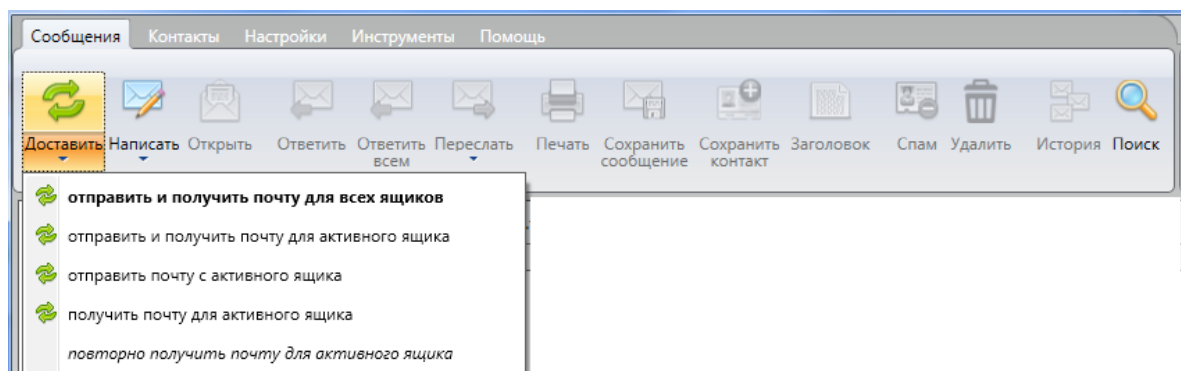 Сообщения Контакты Настройки Инструменты Помощь
Доставить Написать Открыть Ответить Ответить Переслать Печать Сохранить Сохранить Заголовок Спам Удалить История Поиск
всем сообщение контакт
отправить и получить почту для всех ящиков
отправить и получить почту для активного ящика
отправить почту с активного ящика
получить почту для активного ящика
повторно получить почту для активного ящика